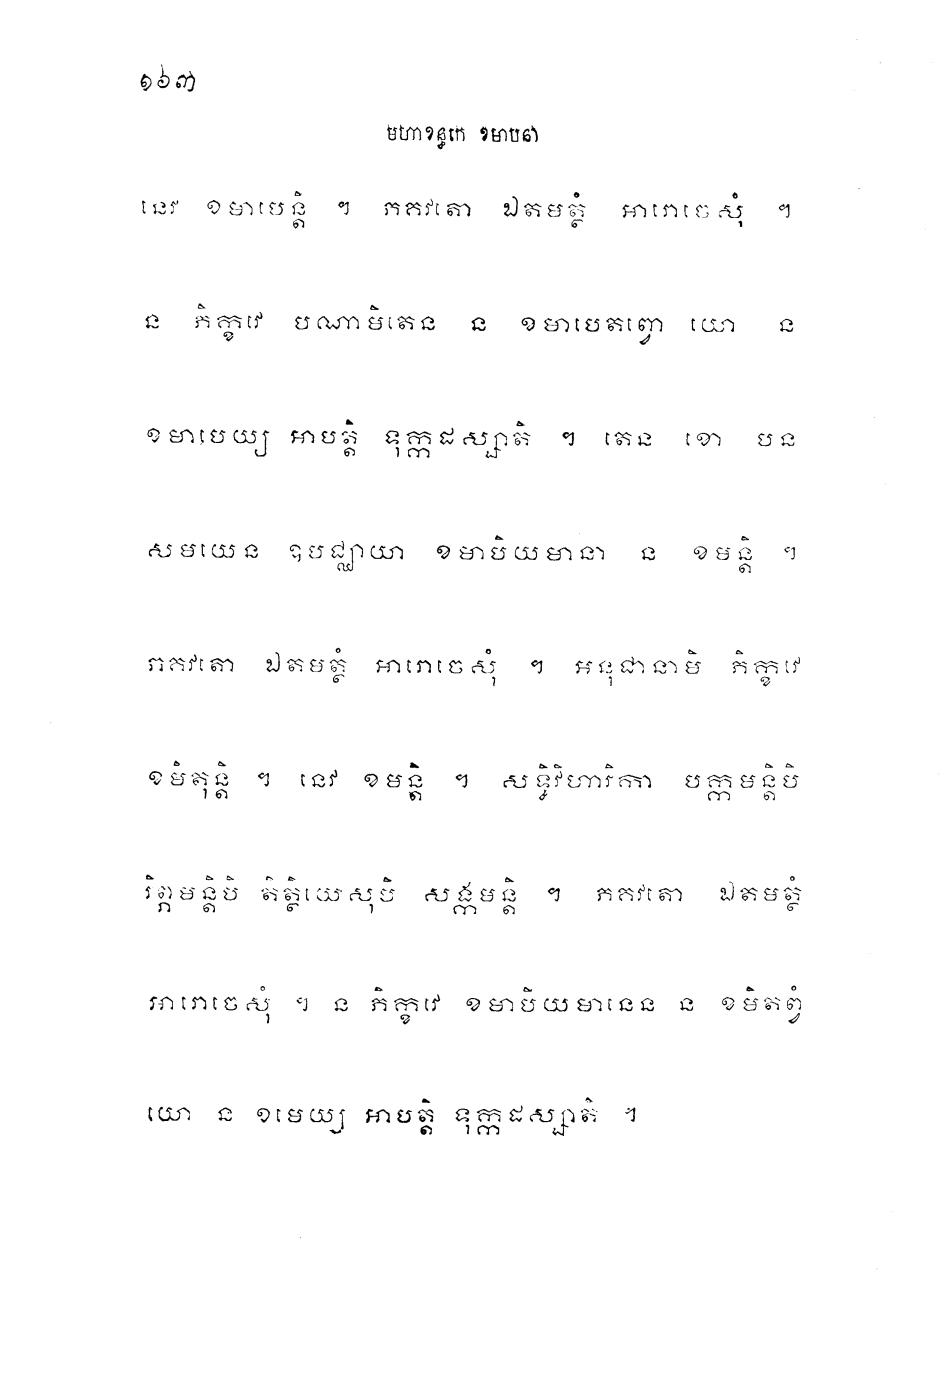 ១៦៣
មហាខន្ធកេ ខមាបនា
នេវ ខមាបេន្តិ ។ ភគវតោ ឯតមត្ថំ អារោចេសុំ ។
ន ភិក្ខវេ បណាមិតេន ន ខមាបេតព្វោ យោ ន
ខមាបេយ្យ អាបត្តិ ទុក្កដស្សាតិ ។ តេន ខោ បន
សមយេន ឧបជ្ឈាយា ខមាបិយមានា ន ខមន្តិ ។
ភគវតោ ឯតមត្ថំ អារោចេសុំ ។ អនុជានាមិ ភិក្ខវេ
ខមិតុន្តិ ។ នេវ ខមន្តិ ។ សទ្ធិវិហារិកា បក្កមន្តិបិ
វិព្ភមន្តិបិ តិត្ថិយេសុបិ សង្កមន្តិ ។ ភគវតោ ឯតមត្ថំ
អារោចេសុំ ។ ន ភិក្ខវេ ខមាបិយមានេន ន ខមិតព្វំ
យោ ន ខមេយ្យ អាបត្តិ ទុក្កដស្សាតិ ។